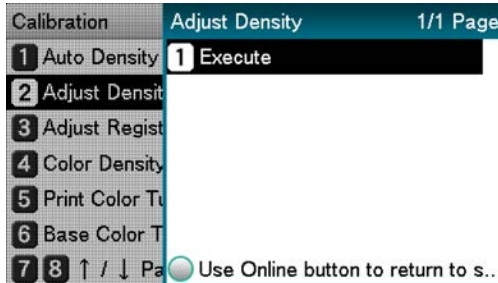 Calibration
1 Auto Density
2 Adjust Densit
3 Adjust Regist
4 Color Density
5 Print Color Tu
6 Base Color T
7 8 ↑ / ↓ Pa
Adjust Density 1/1 Page
1 Execute
Use Online button to return to s..